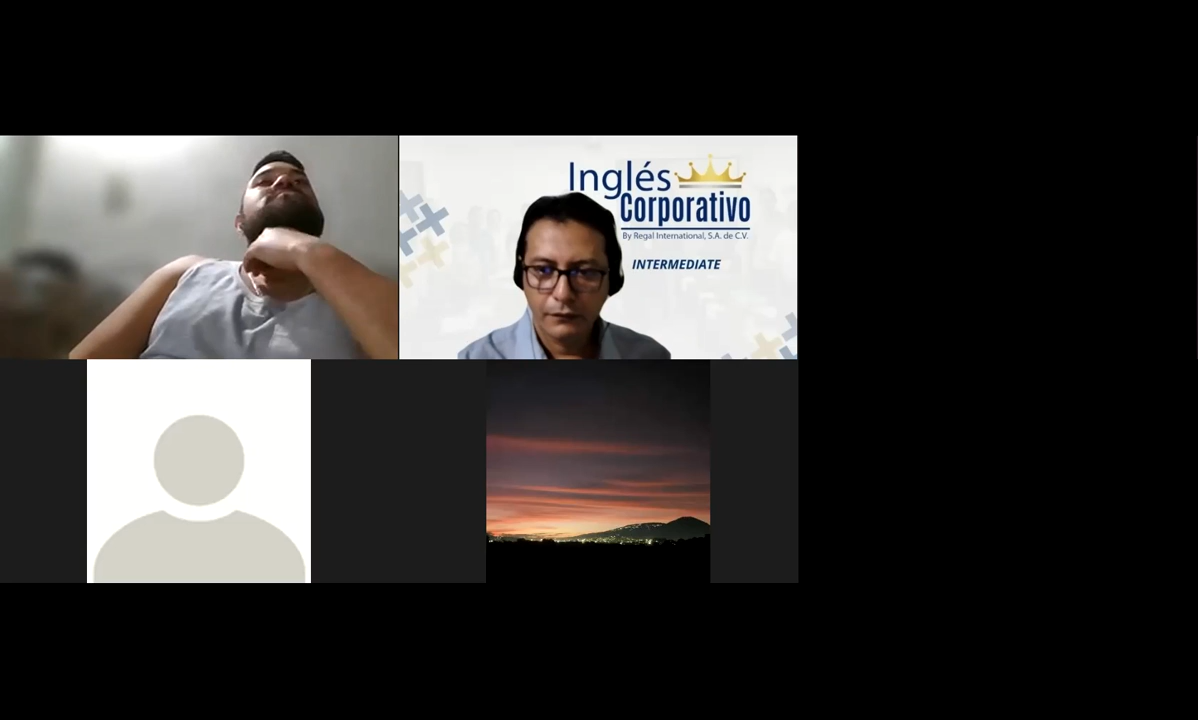 Inglés
Corporativo
By Regal International, S.A. de C.V.
INTERMEDIATE